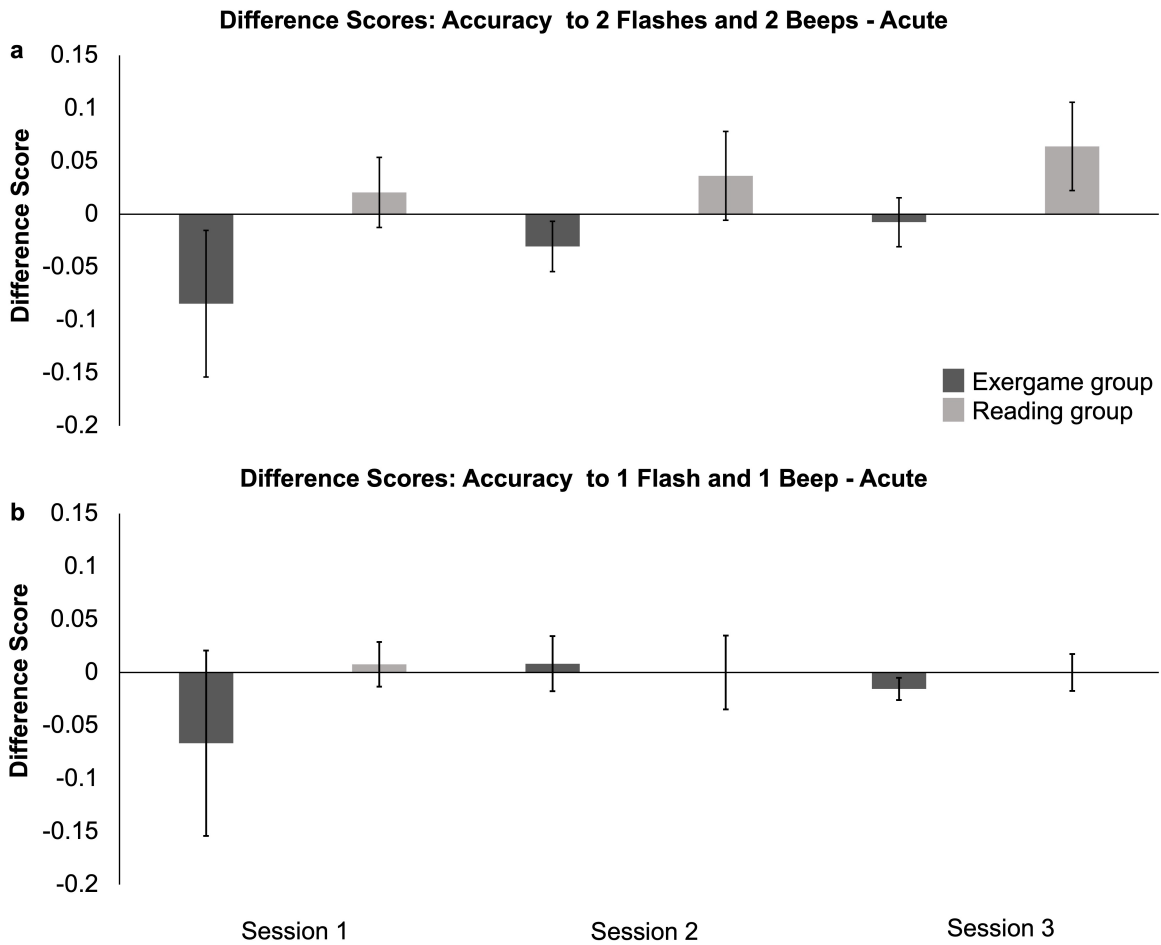 Difference Scores: Accuracy  to 2 Flashes and 2 Beeps - Acute
a
Difference Score
0.15
0.1
0.05
0
-0.05
-0.1
-0.15
-0.2
Exergame group
Reading group
Difference Scores: Accuracy  to 1 Flash and 1 Beep - Acute
b
Difference Score
0.15
0.1
0.05
0
-0.05
-0.1
-0.15
-0.2
Session 1
Session 2
Session 3